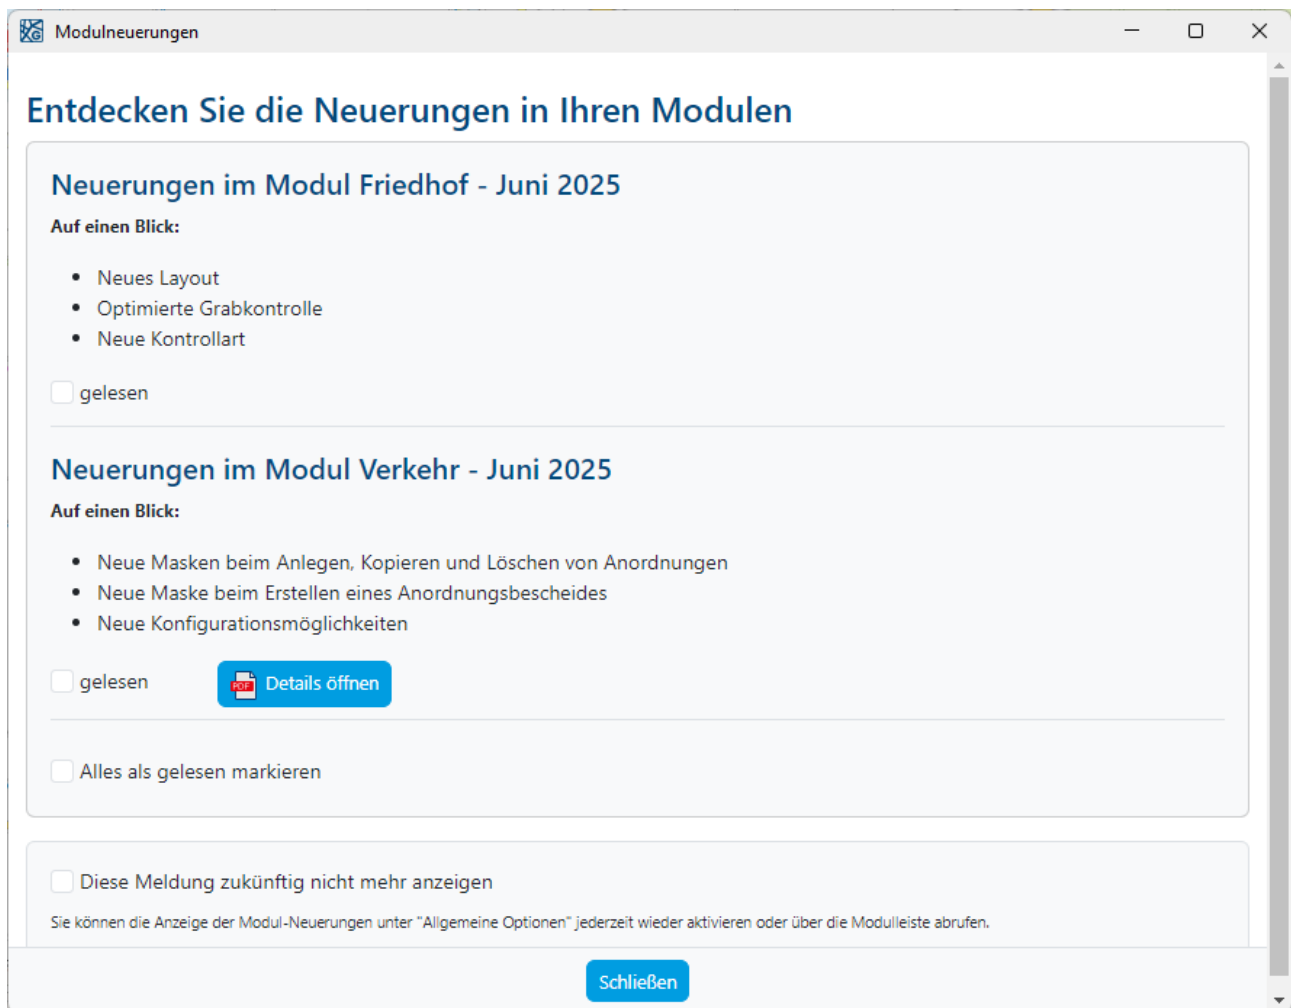 Modulneuerungen
Entdecken Sie die Neuerungen in Ihren Modulen
Neuerungen im Modul Friedhof - Juni 2025
Auf einen Blick:
• Neues Layout
• Optimierte Grabkontrolle
• Neue Kontrollart
gelesen
Neuerungen im Modul Verkehr - Juni 2025
Auf einen Blick:
• Neue Masken beim Anlegen, Kopieren und Löschen von Anordnungen
• Neue Maske beim Erstellen eines Anordnungsbescheides
• Neue Konfigurationsmöglichkeiten
gelesen
PDF Details öffnen
Alles als gelesen markieren
Diese Meldung zukünftig nicht mehr anzeigen
Sie können die Anzeige der Modul-Neuerungen unter "Allgemeine Optionen" jederzeit wieder aktivieren oder über die Modulleiste abrufen.
Schließen